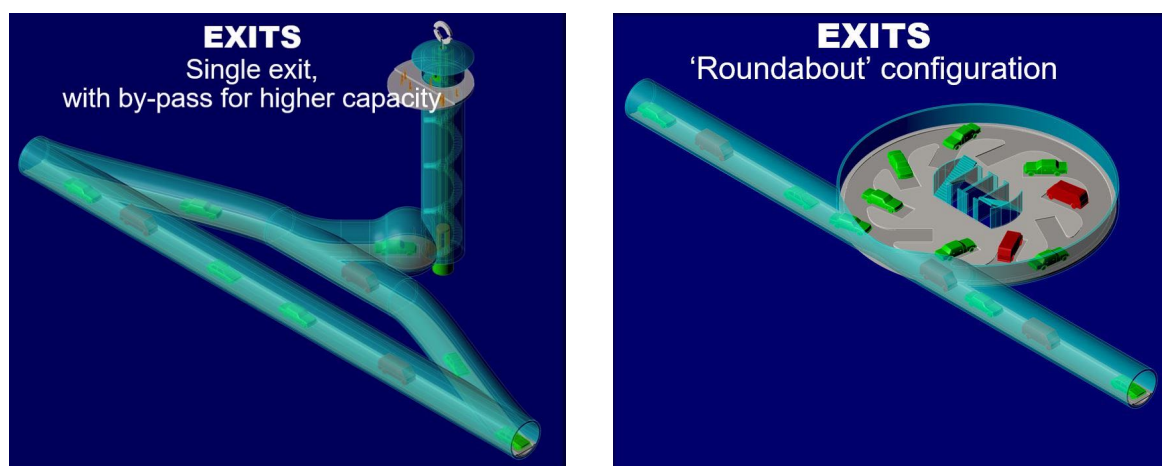 EXITS
Single exit,
with by-pass for higher capacity
EXITS
‘Roundabout’ configuration